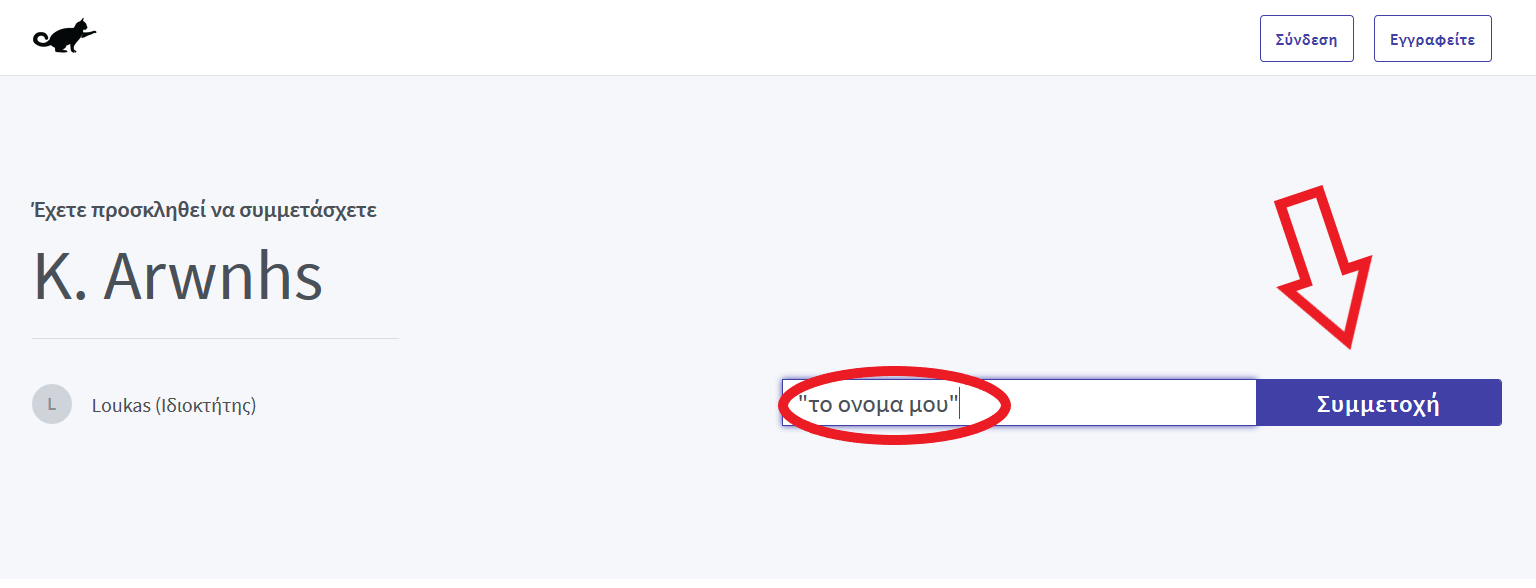 Σύνδεση
Εγγραφείτε
Έχετε προσκληθεί να συμμετάσχετε
K. Arwnhs
L
Loukas (Ιδιοκτήτης)
"το ονομα μου"
Συμμετοχή